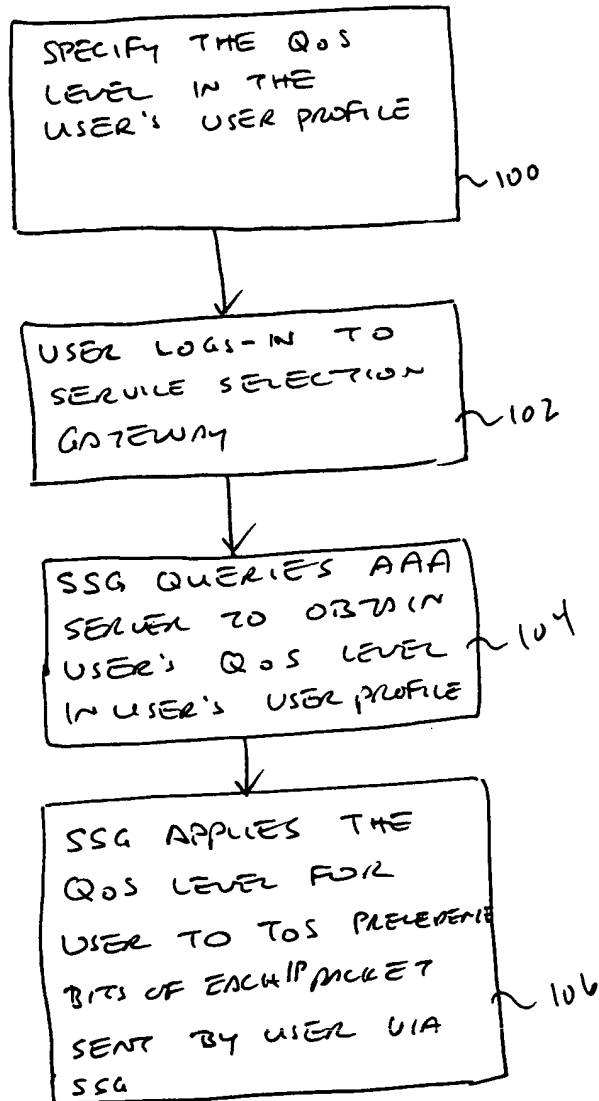 SPECIFY THE QoS
LEVEL IN THE
USER'S USER PROFILE
100
USER LOGS-IN TO
SERVICE SELECTION
GATEWAY
102
SSG QUERIES AAA
SERVER TO OBTAIN
USER'S QoS LEVEL
IN USER'S USER PROFILE
104
SSG APPLIES THE
QoS LEVEL FOR
USER TO ToS PRECEDENCE
BITS OF EACH IP PACKET
SENT BY USER VIA
SSG
106